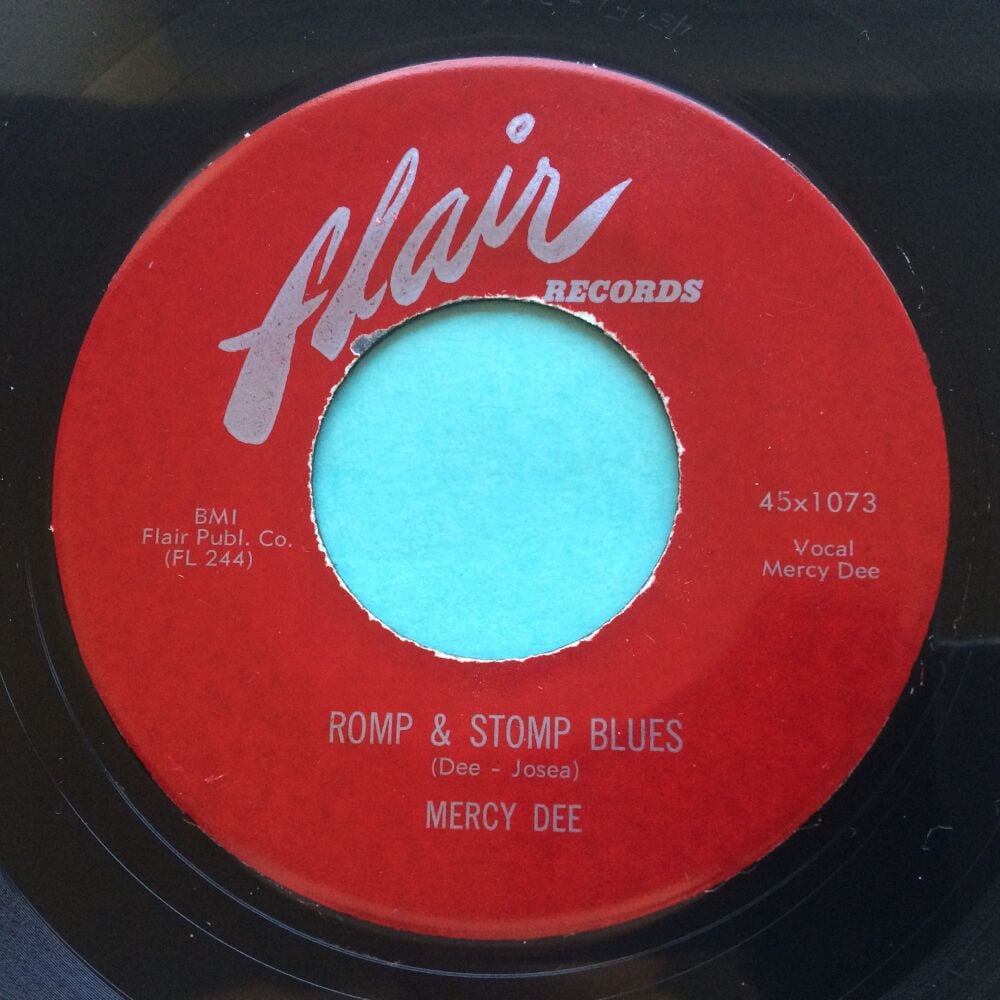 flair
RECORDS
BMI
Flair Publ. Co.
(FL 244)
45x1073
Vocal
Mercy Dee
ROMP & STOMP BLUES
(Dee - Josea)
MERCY DEE